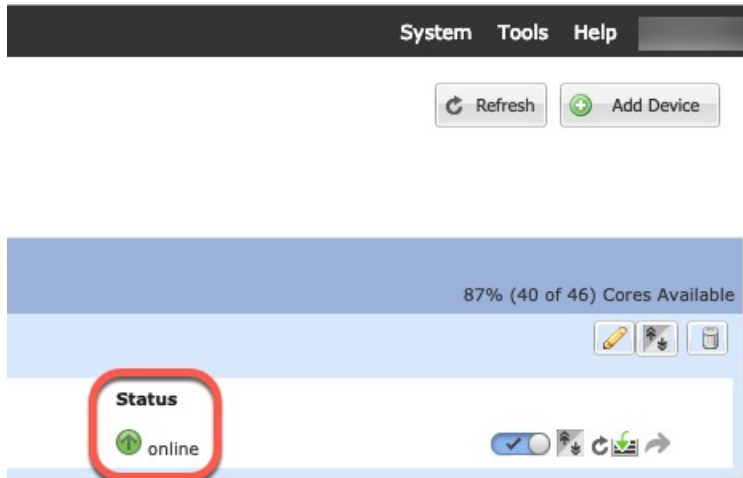 System Tools Help
Refresh Add Device
87% (40 of 46) Cores Available
Status
online